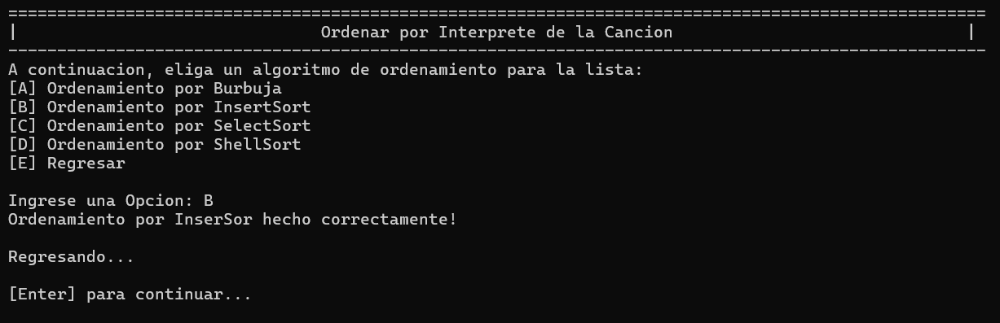 ====================================================================================================
|                               Ordenar por Interprete de la Cancion                              |
----------------------------------------------------------------------------------------------------
A continuacion, eliga un algoritmo de ordenamiento para la lista:
[A] Ordenamiento por Burbuja
[B] Ordenamiento por InsertSort
[C] Ordenamiento por SelectSort
[D] Ordenamiento por ShellSort
[E] Regresar
Ingrese una Opcion: B
Ordenamiento por InserSor hecho correctamente!
Regresando...
[Enter] para continuar...